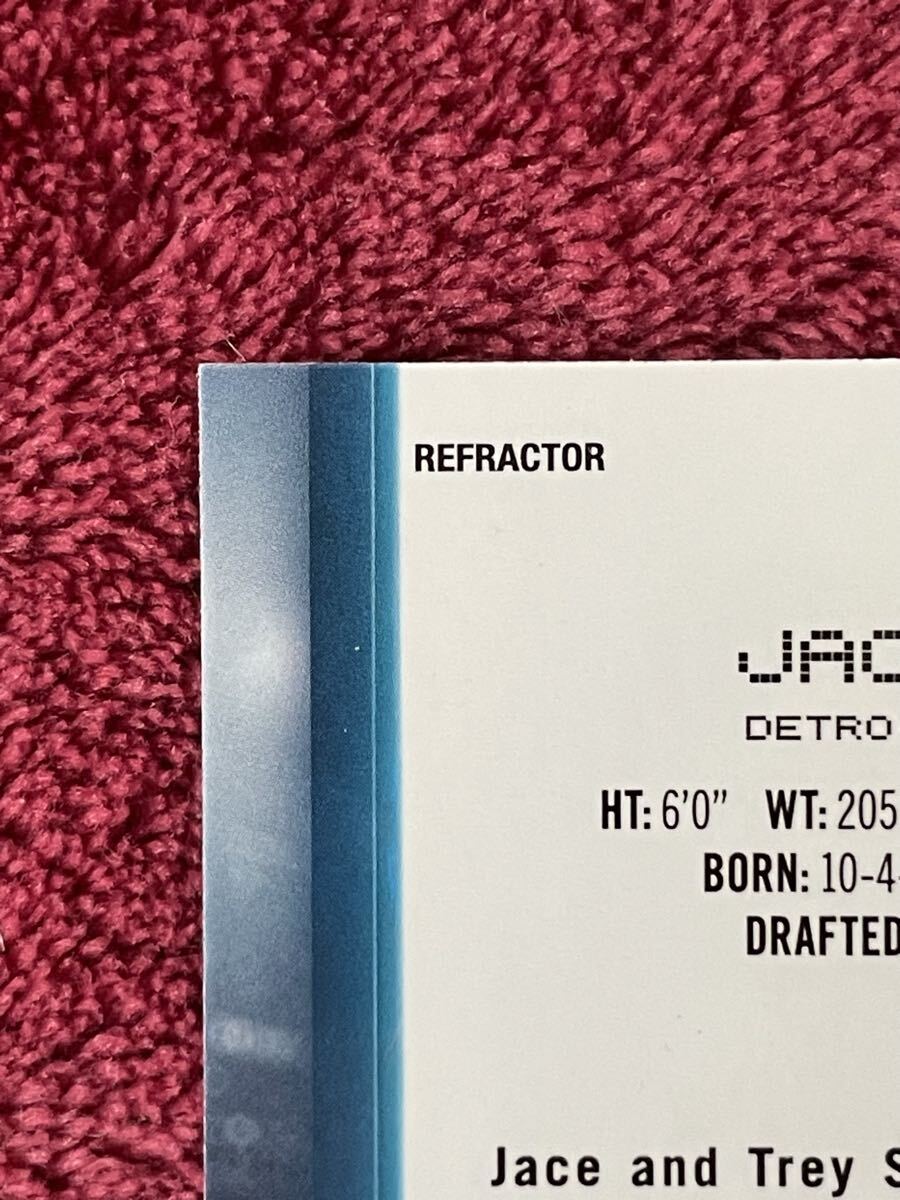 REFRACTOR
JAC
DETRO
HT: 6'0" WT: 205
BORN: 10-4-
DRAFTED
Jace and Trey S